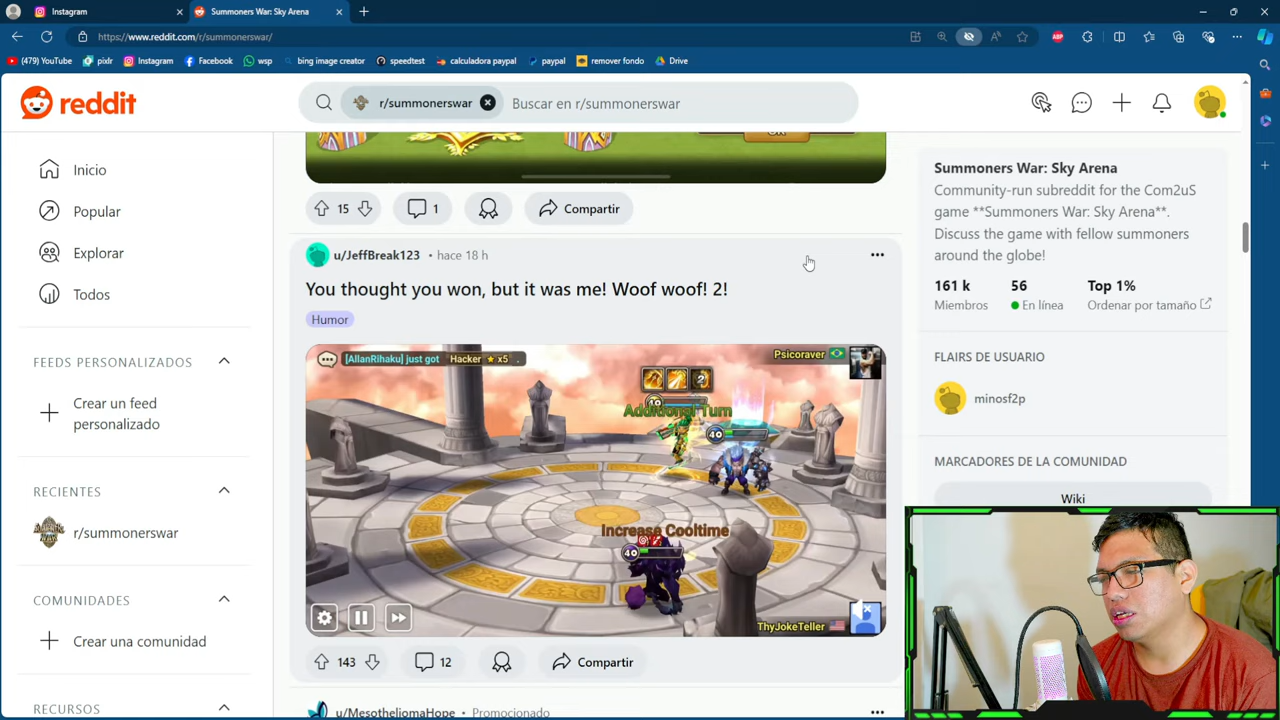 Instagram
Summoners War: Sky Arena
https://www.reddit.com/r/summonerswar/
(479) YouTube
pixlr
Instagram
Facebook
wsp
bing image creator
speedtest
calculadora paypal
paypal
remover fondo
Drive
reddit
r/summonerswar
Buscar en r/summonerswar
Inicio
Popular
Explorar
Todos
FEEDS PERSONALIZADOS
Crear un feed
personalizado
RECIENTES
r/summonerswar
COMUNIDADES
Crear una comunidad
RECURSOS
15
1
Compartir
u/JeffBreak123 • hace 18 h
You thought you won, but it was me! Woof woof! 2!
Humor
[AllanRihaku] just got Hacker ★x5 .
Psicoraver
Additional Turn
40
Increase Cooltime
40
ThyJokeTeller
143
12
Compartir
u/MesotheliomaHope • Promocionado
Summoners War: Sky Arena
Community-run subreddit for the Com2uS
game **Summoners War: Sky Arena**.
Discuss the game with fellow summoners
around the globe!
161 k
56
Top 1%
Miembros
En línea
Ordenar por tamaño
FLAIRS DE USUARIO
minosf2p
MARCADORES DE LA COMUNIDAD
Wiki